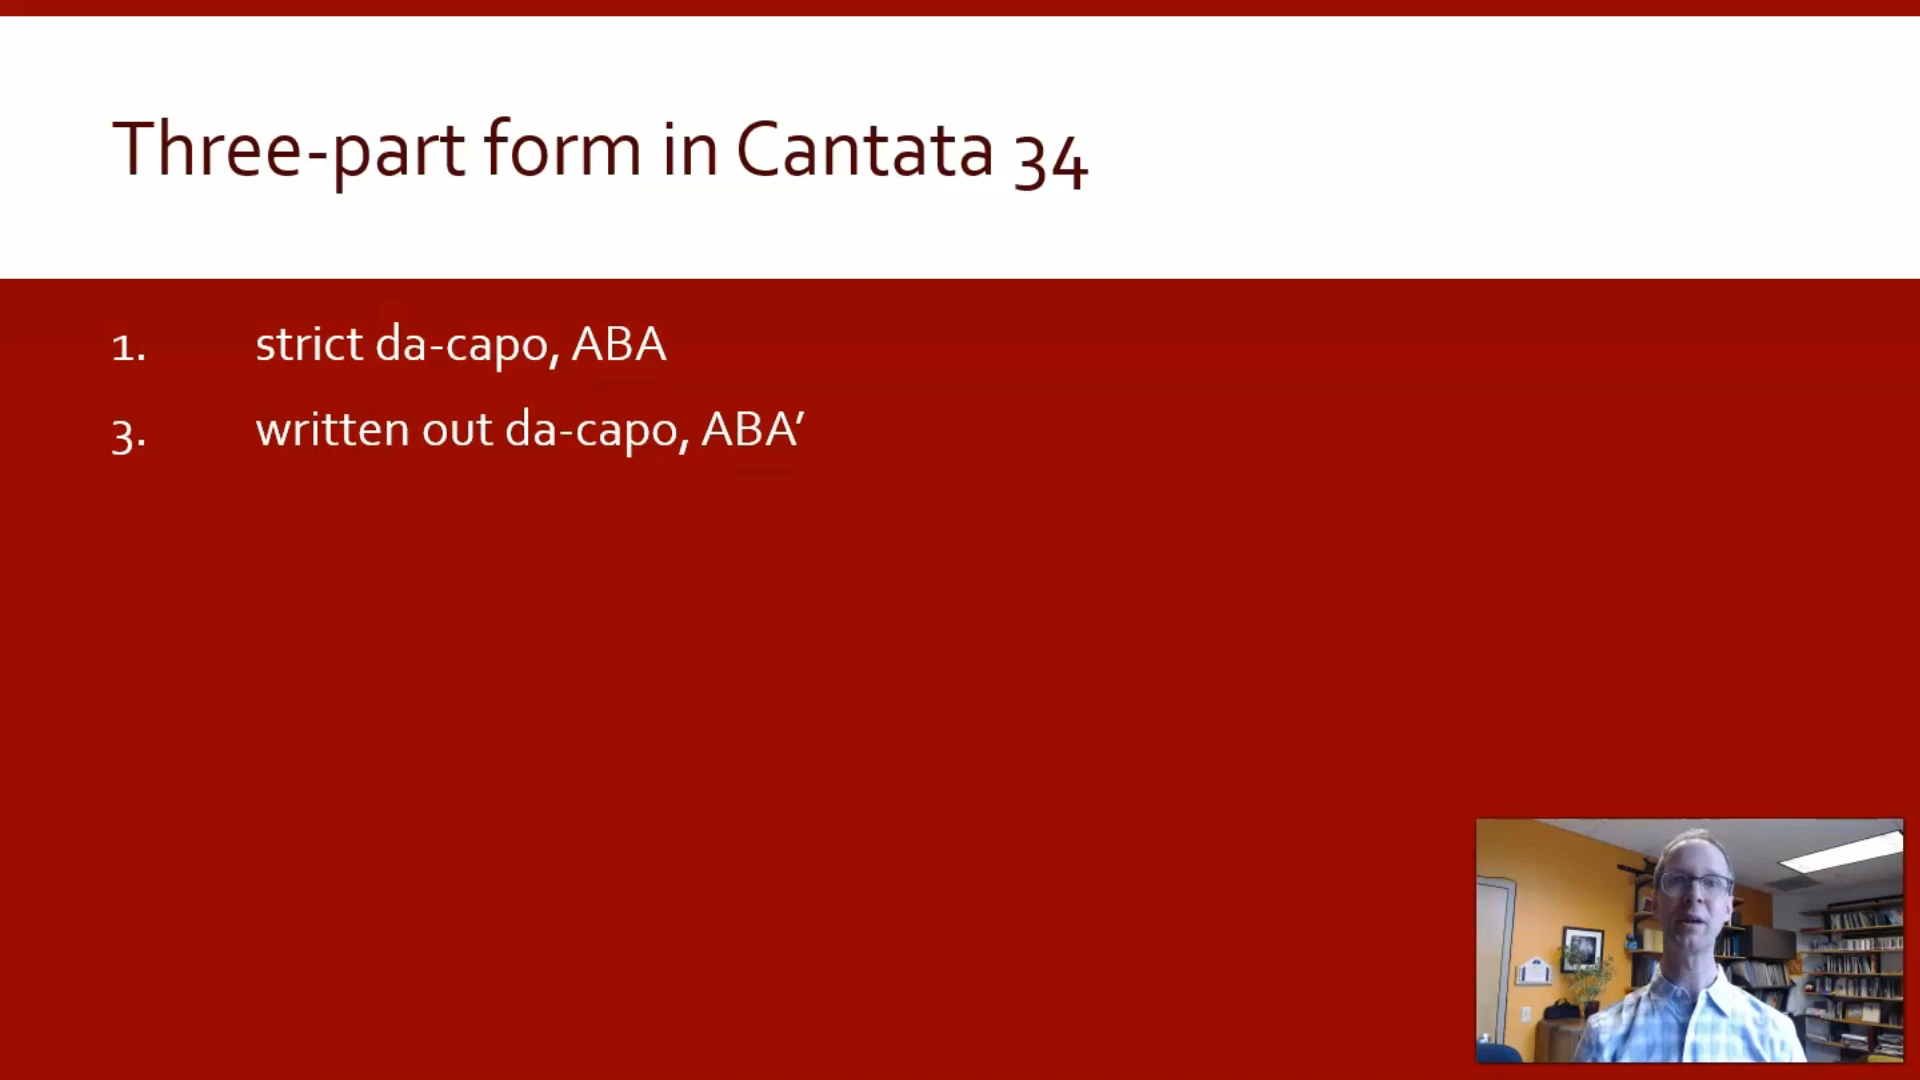 Three-part form in Cantata 34
1. strict da-capo, ABA
3. written out da-capo, ABA’